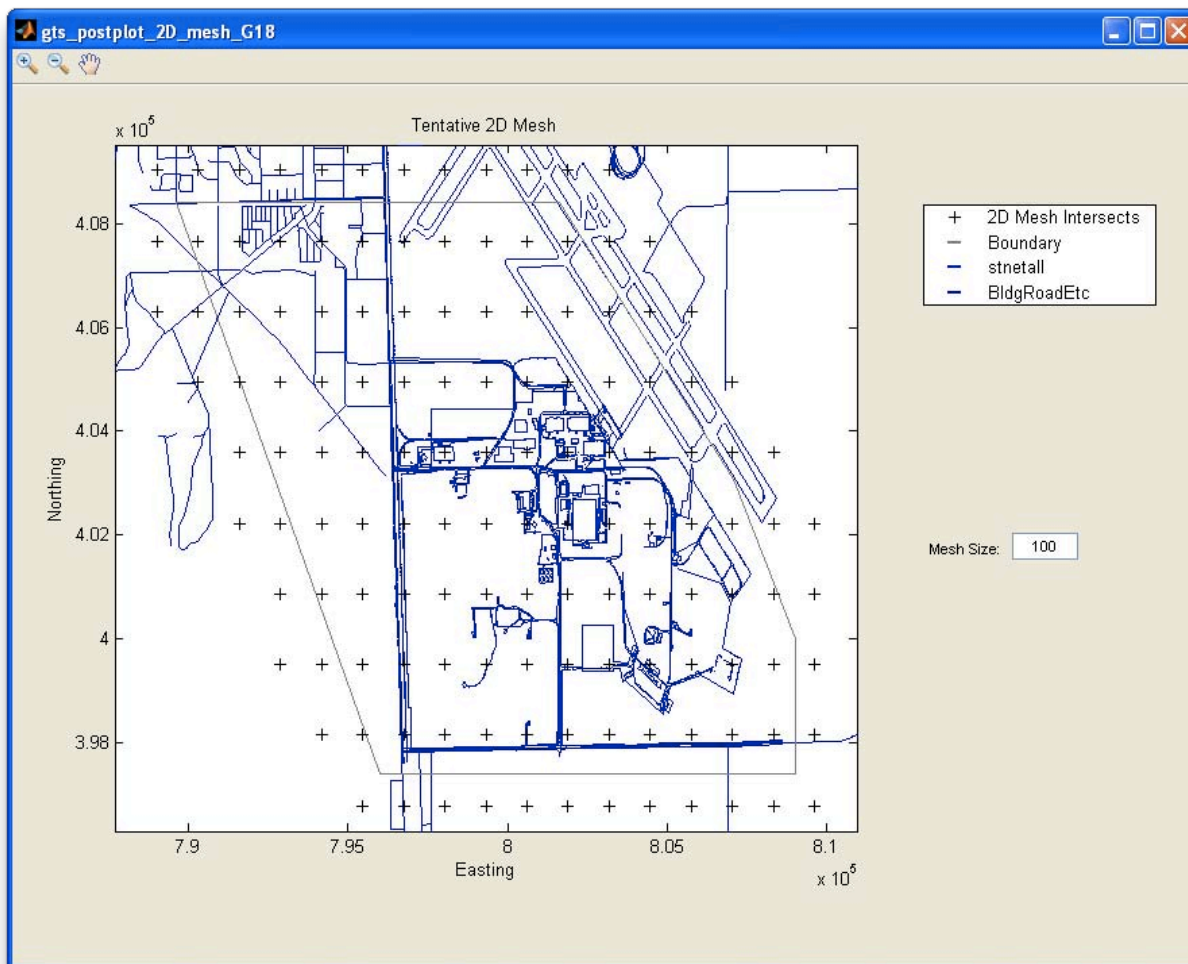 gts_postplot_2D_mesh_G18
x 10^5
Tentative 2D Mesh
4.08
4.06
4.04
4.02
4
3.98
Northing
7.9
7.95
8
8.05
8.1
Easting
x 10^5
2D Mesh Intersects
Boundary
stnetall
BldgRoadEtc
Mesh Size: 100